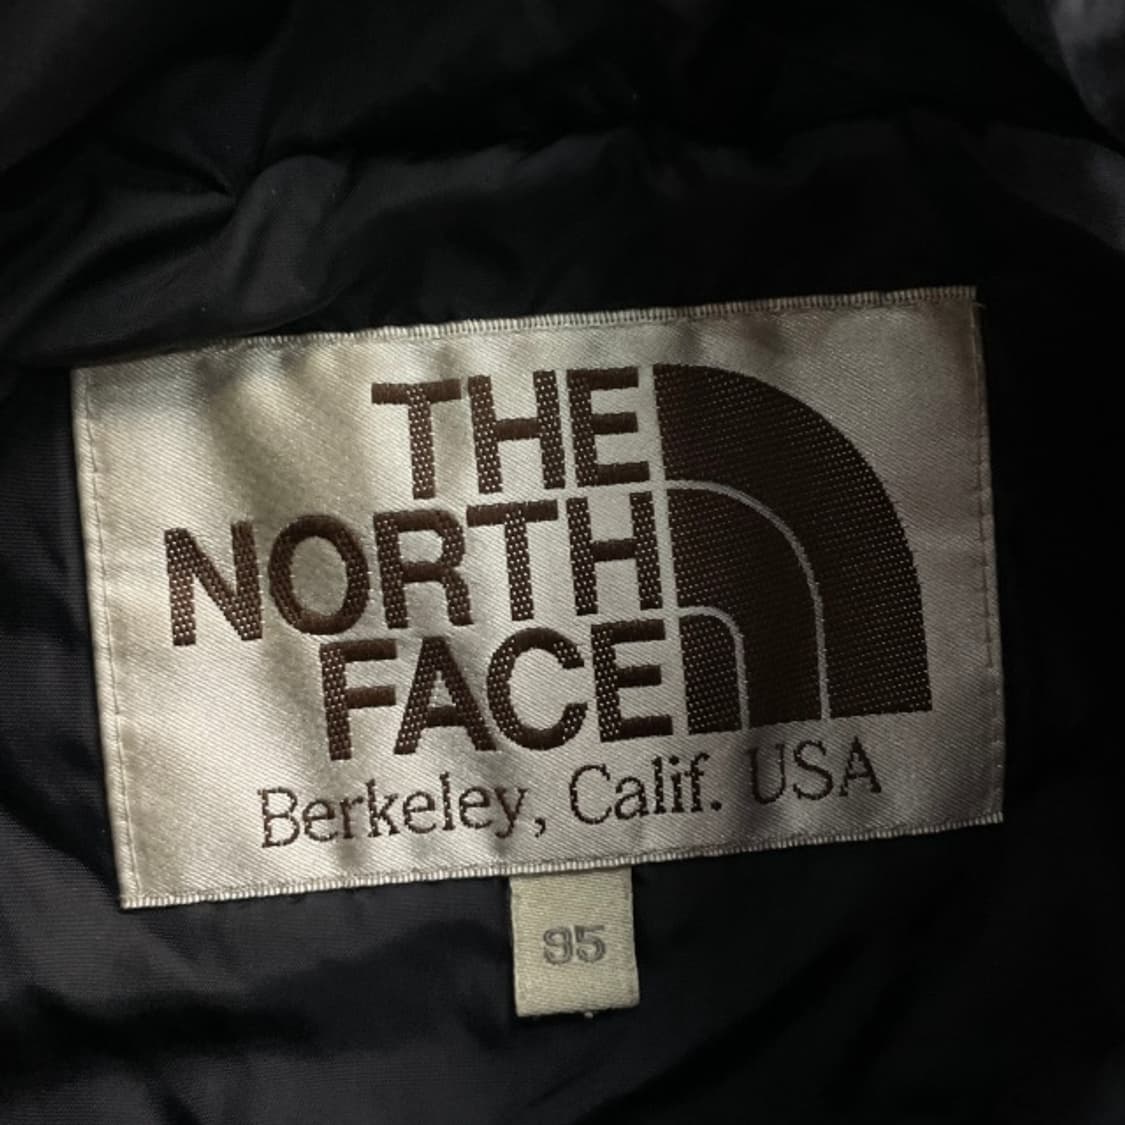 THE
NORTH
FACE
Berkeley, Calif. USA
95